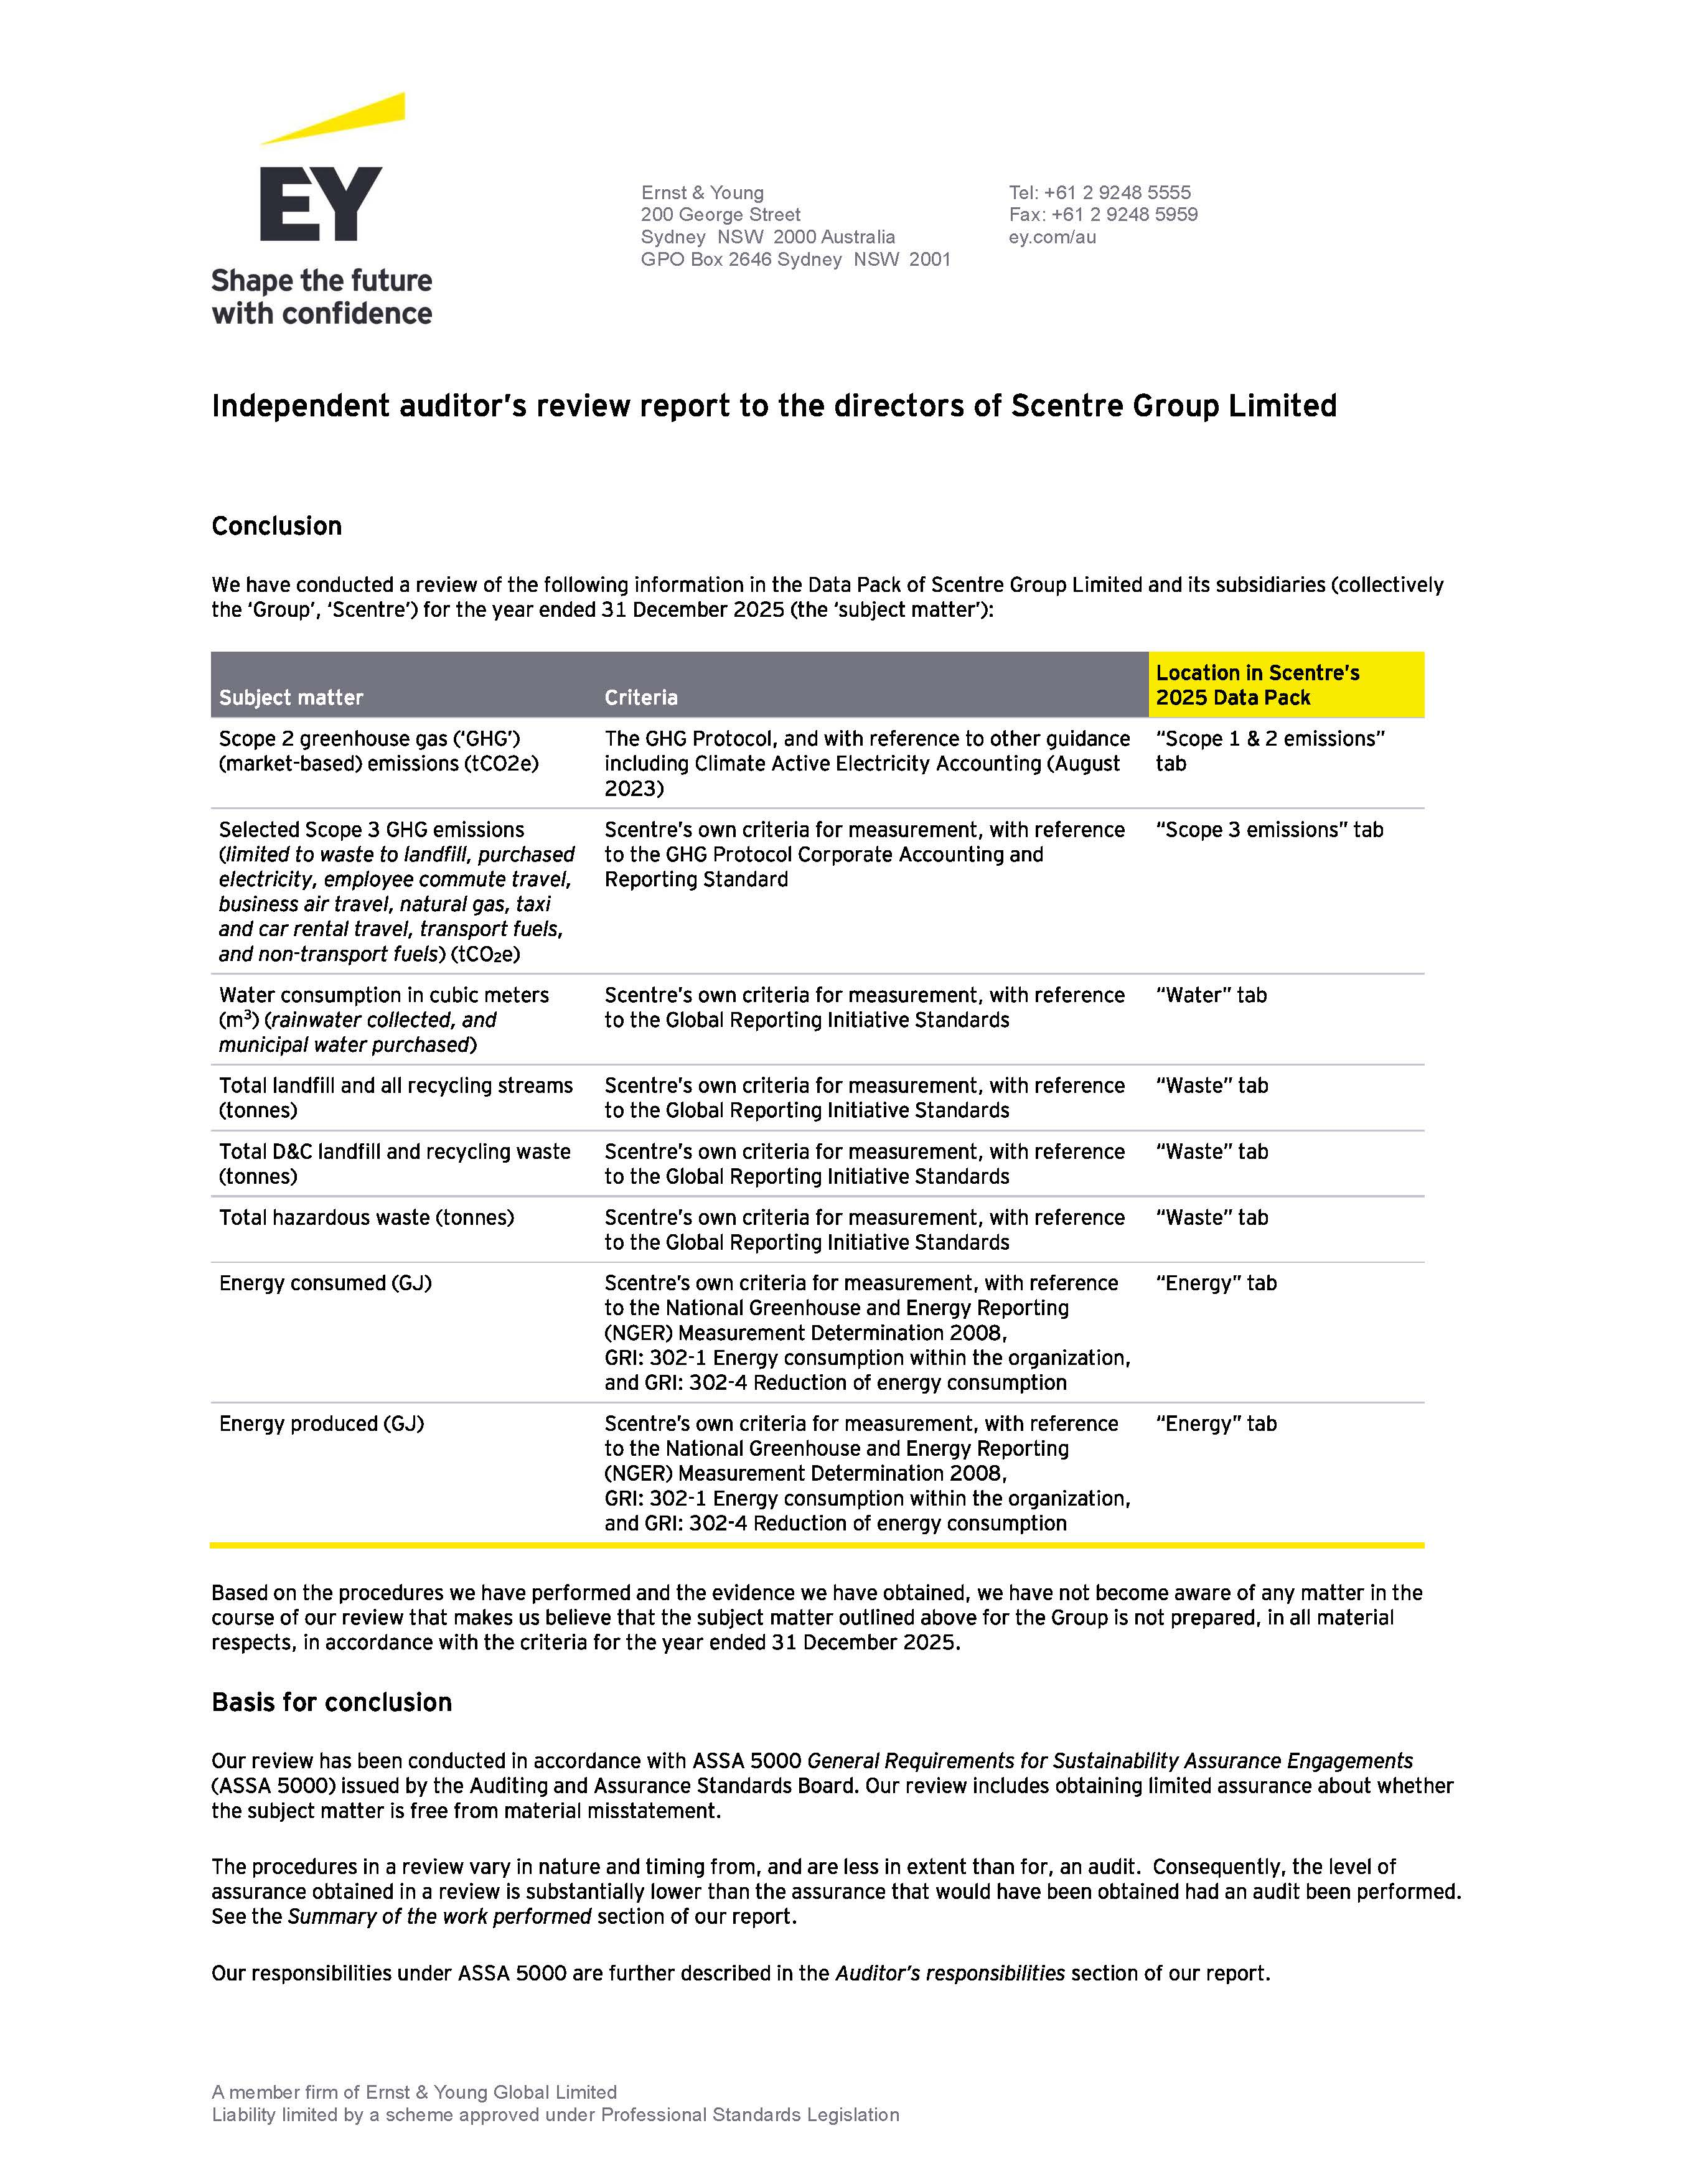 EY
Shape the future
with confidence
Ernst & Young
200 George Street
Sydney NSW 2000 Australia
GPO Box 2646 Sydney NSW 2001
Tel: +61 2 9248 5555
Fax: +61 2 9248 5959
ey.com/au
Independent auditor's review report to the directors of Scentre Group Limited
Conclusion
We have conducted a review of the following information in the Data Pack of Scentre Group Limited and its subsidiaries (collectively
the 'Group', 'Scentre') for the year ended 31 December 2025 (the 'subject matter'):
Subject matter
Criteria
Location in Scentre's
2025 Data Pack
Scope 2 greenhouse gas ('GHG')
(market-based) emissions (tCO2e)
The GHG Protocol, and with reference to other guidance
including Climate Active Electricity Accounting (August
2023)
"Scope 1 & 2 emissions"
tab
Selected Scope 3 GHG emissions
(limited to waste to landfill, purchased
electricity, employee commute travel,
business air travel, natural gas, taxi
and car rental travel, transport fuels,
and non-transport fuels) (tCO₂e)
Scentre's own criteria for measurement, with reference
to the GHG Protocol Corporate Accounting and
Reporting Standard
"Scope 3 emissions" tab
Water consumption in cubic meters
(m³) (rainwater collected, and
municipal water purchased)
Scentre's own criteria for measurement, with reference
to the Global Reporting Initiative Standards
"Water" tab
Total landfill and all recycling streams
(tonnes)
Scentre's own criteria for measurement, with reference
to the Global Reporting Initiative Standards
"Waste" tab
Total D&C landfill and recycling waste
(tonnes)
Scentre's own criteria for measurement, with reference
to the Global Reporting Initiative Standards
"Waste" tab
Total hazardous waste (tonnes)
Scentre's own criteria for measurement, with reference
to the Global Reporting Initiative Standards
"Waste" tab
Energy consumed (GJ)
Scentre's own criteria for measurement, with reference
to the National Greenhouse and Energy Reporting
(NGER) Measurement Determination 2008,
GRI: 302-1 Energy consumption within the organization,
and GRI: 302-4 Reduction of energy consumption
"Energy" tab
Energy produced (GJ)
Scentre's own criteria for measurement, with reference
to the National Greenhouse and Energy Reporting
(NGER) Measurement Determination 2008,
GRI: 302-1 Energy consumption within the organization,
and GRI: 302-4 Reduction of energy consumption
"Energy" tab
Based on the procedures we have performed and the evidence we have obtained, we have not become aware of any matter in the
course of our review that makes us believe that the subject matter outlined above for the Group is not prepared, in all material
respects, in accordance with the criteria for the year ended 31 December 2025.
Basis for conclusion
Our review has been conducted in accordance with ASSA 5000 General Requirements for Sustainability Assurance Engagements
(ASSA 5000) issued by the Auditing and Assurance Standards Board. Our review includes obtaining limited assurance about whether
the subject matter is free from material misstatement.
The procedures in a review vary in nature and timing from, and are less in extent than for, an audit. Consequently, the level of
assurance obtained in a review is substantially lower than the assurance that would have been obtained had an audit been performed.
See the Summary of the work performed section of our report.
Our responsibilities under ASSA 5000 are further described in the Auditor's responsibilities section of our report.
A member firm of Ernst & Young Global Limited
Liability limited by a scheme approved under Professional Standards Legislation